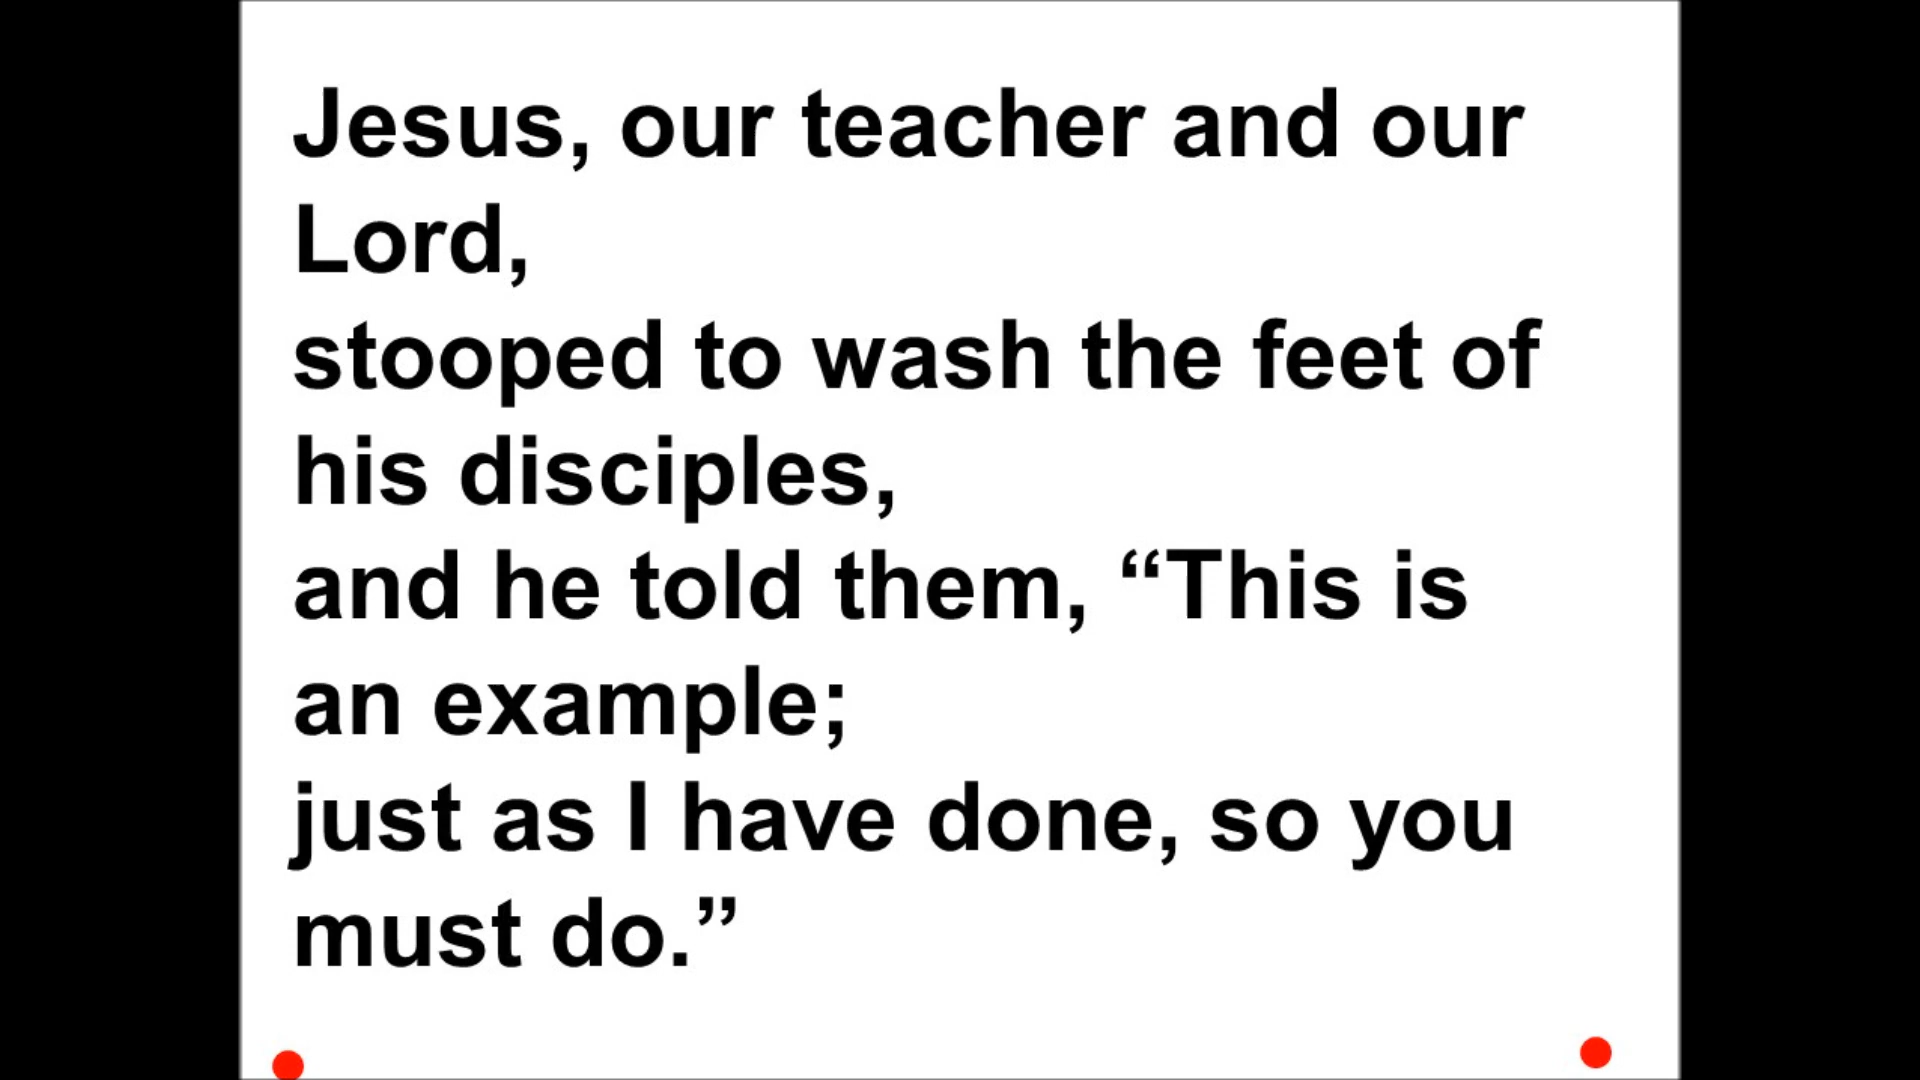 Jesus, our teacher and our
Lord,
stooped to wash the feet of
his disciples,
and he told them, “This is
an example;
just as I have done, so you
must do.”